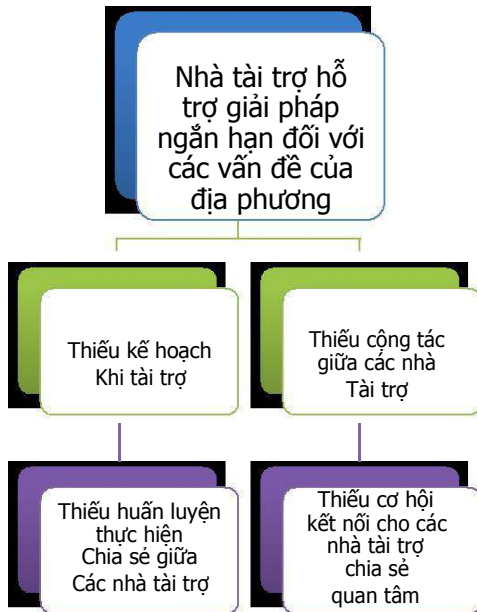 Nhà tài trợ hỗ
trợ giải pháp
ngắn hạn đối với
các vấn đề của
địa phương
Thiếu kế hoạch
Khi tài trợ
Thiếu cộng tác
giữa các nhà
Tài trợ
Thiếu huấn luyện
thực hiện
Chia sẻ giữa
Các nhà tài trợ
Thiếu cơ hội
kết nối cho các
nhà tài trợ
chia sẻ
quan tâm